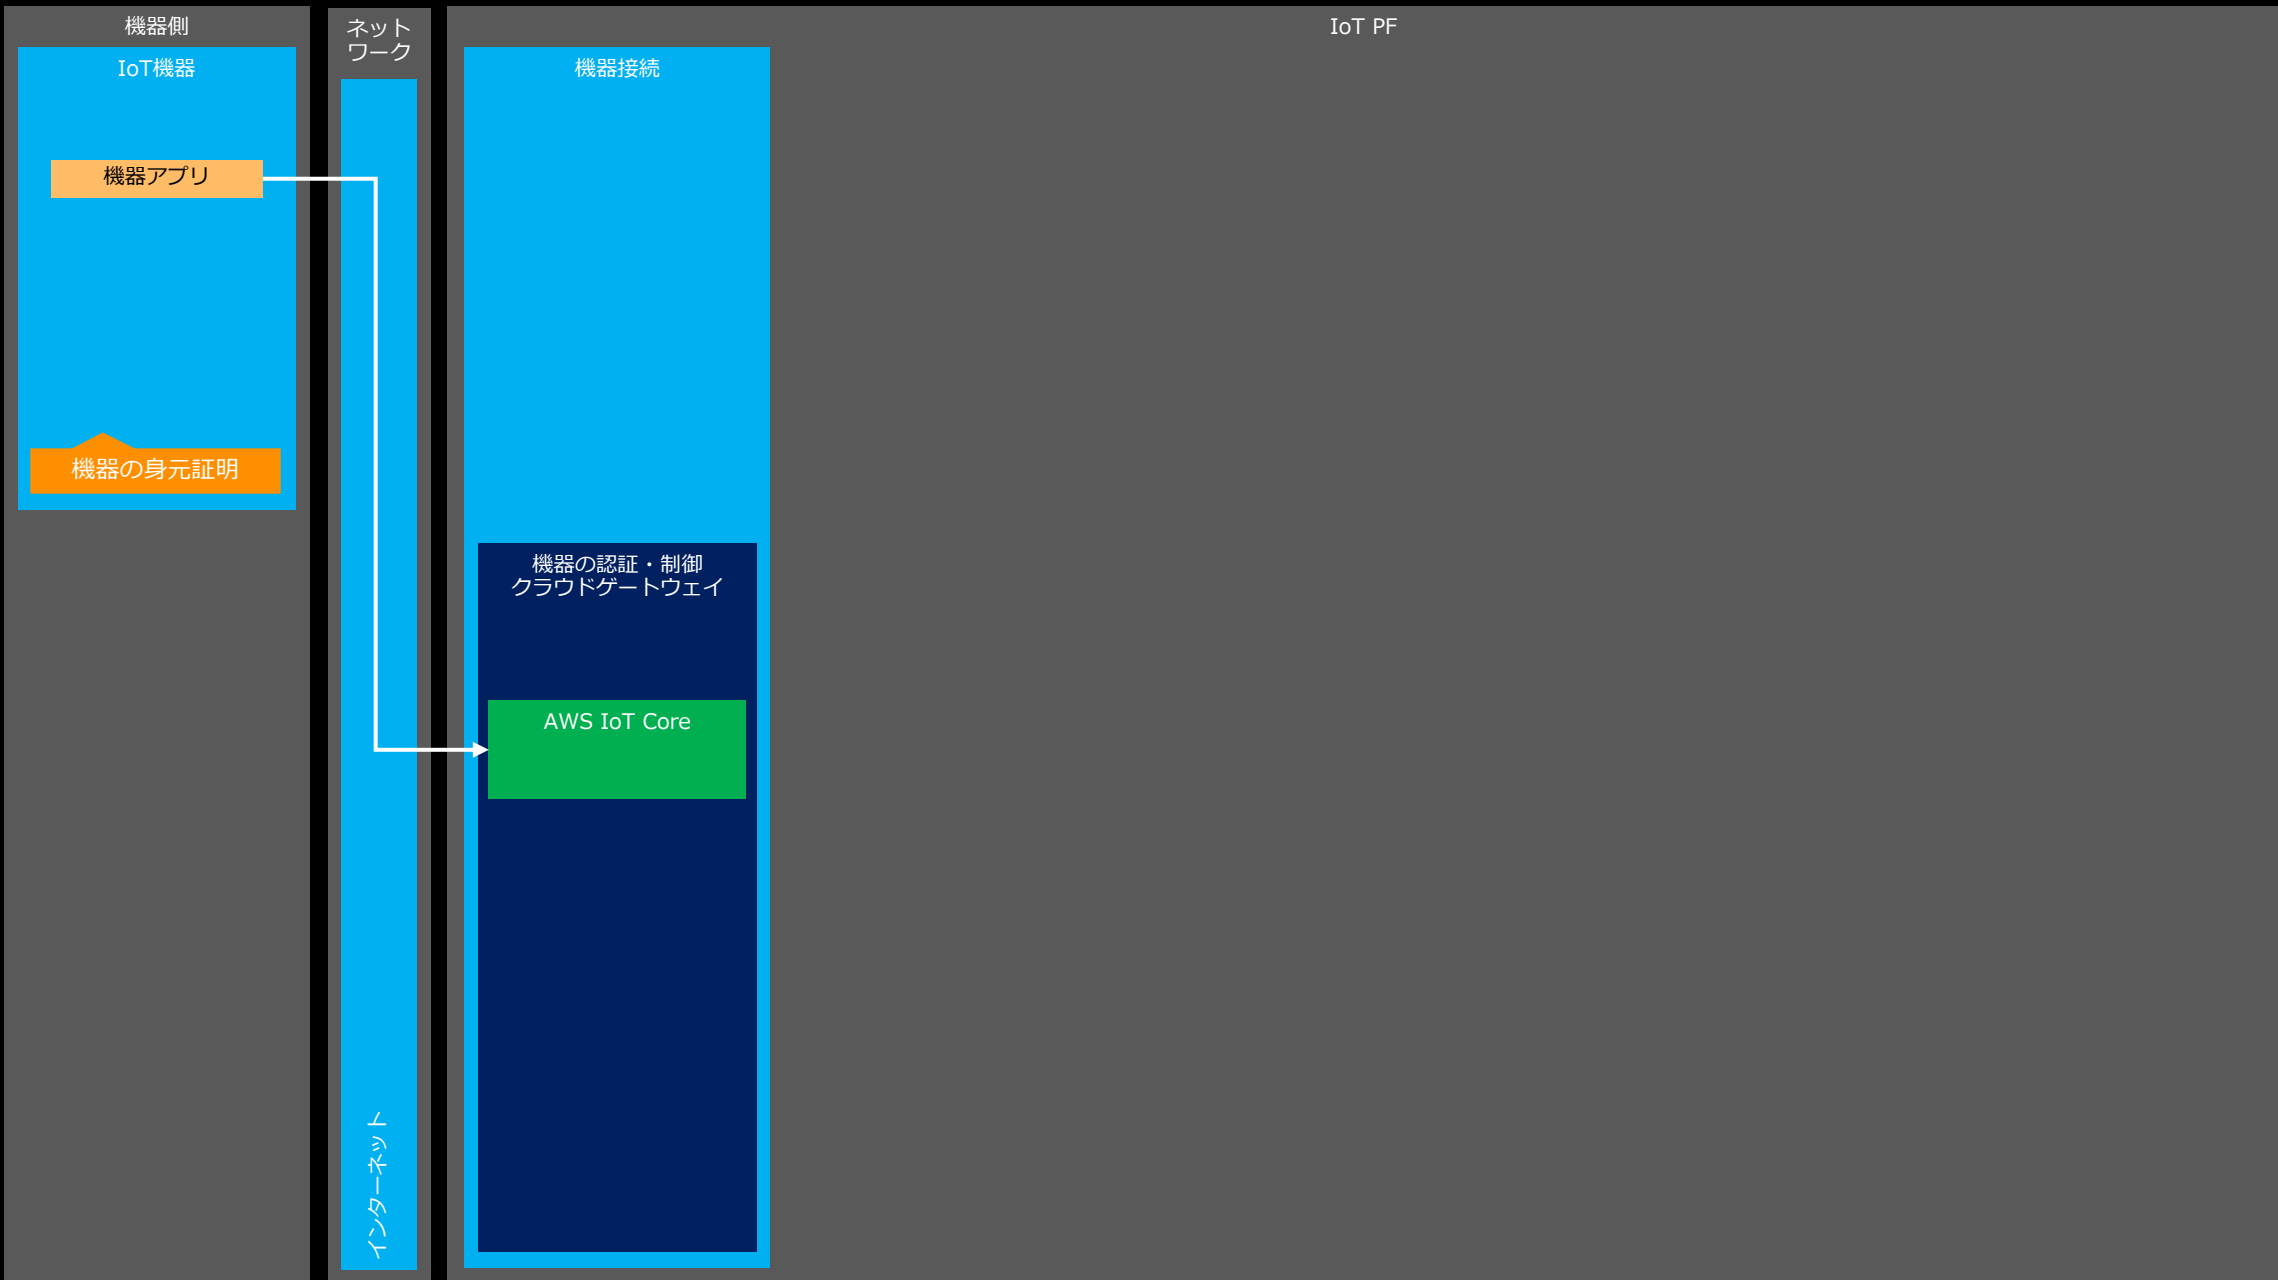 機器側
IoT機器
機器アプリ
機器の身元証明
ネット
ワーク
インターネット
IoT PF
機器接続
機器の認証・制御
クラウドゲートウェイ
AWS IoT Core